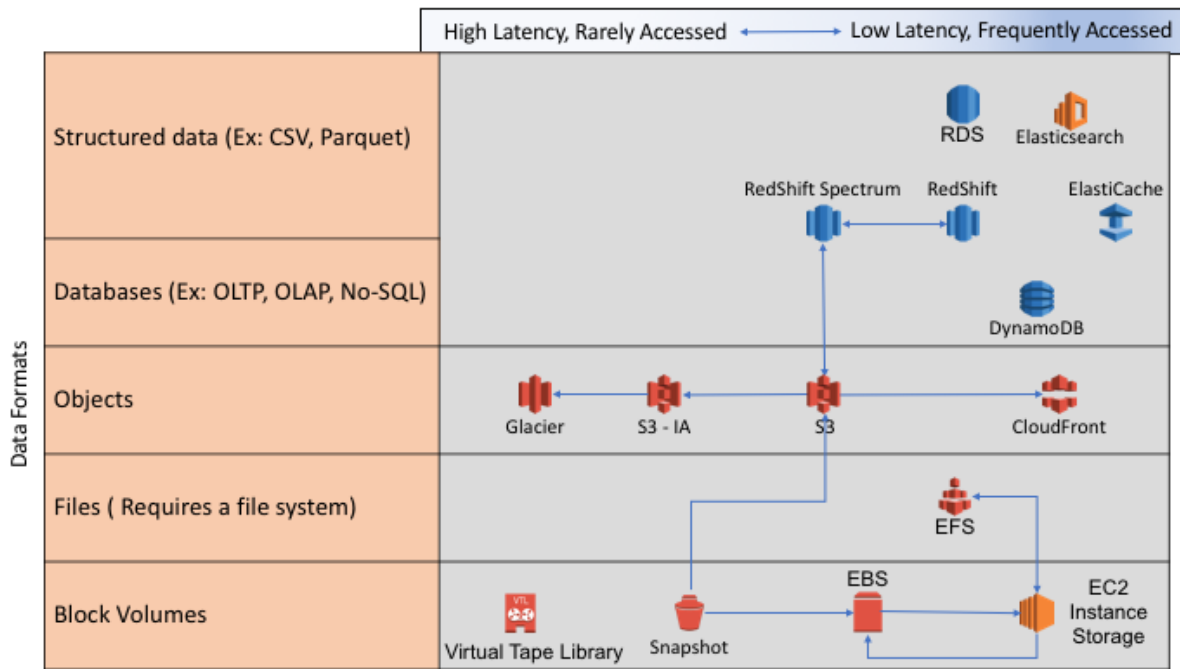 High Latency, Rarely Accessed
Low Latency, Frequently Accessed
Data Formats
Structured data (Ex: CSV, Parquet)
RDS
Elasticsearch
RedShift Spectrum
RedShift
ElastiCache
Databases (Ex: OLTP, OLAP, No-SQL)
DynamoDB
Objects
Glacier
S3 - IA
S3
CloudFront
Files ( Requires a file system)
EFS
Block Volumes
VTL
Virtual Tape Library
Snapshot
EBS
EC2
Instance
Storage